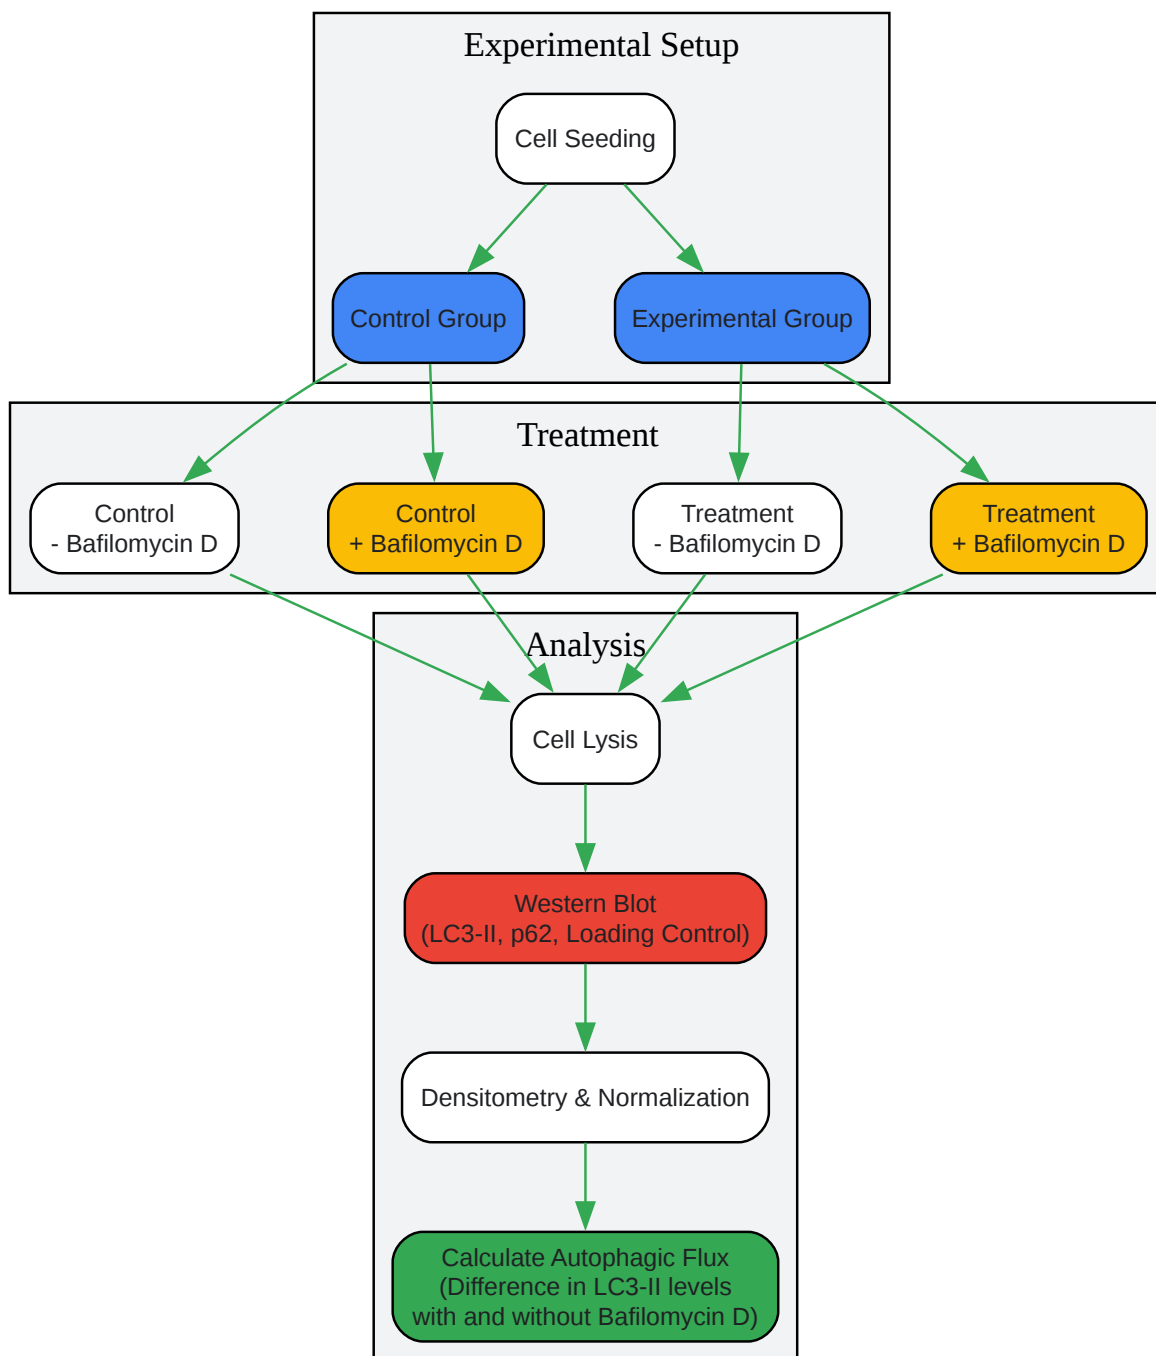 Experimental Setup
Cell Seeding
Control Group
Experimental Group
Treatment
Control
- Bafilomycin D
Control
+ Bafilomycin D
Treatment
- Bafilomycin D
Treatment
+ Bafilomycin D
Analysis
Cell Lysis
Western Blot
(LC3-II, p62, Loading Control)
Densitometry & Normalization
Calculate Autophagic Flux
(Difference in LC3-II levels
with and without Bafilomycin D)